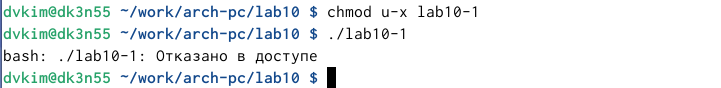 dvkim@dk3n55 ~/work/arch-pc/lab10 $ chmod u-x lab10-1
dvkim@dk3n55 ~/work/arch-pc/lab10 $ ./lab10-1
bash: ./lab10-1: Отказано в доступе
dvkim@dk3n55 ~/work/arch-pc/lab10 $